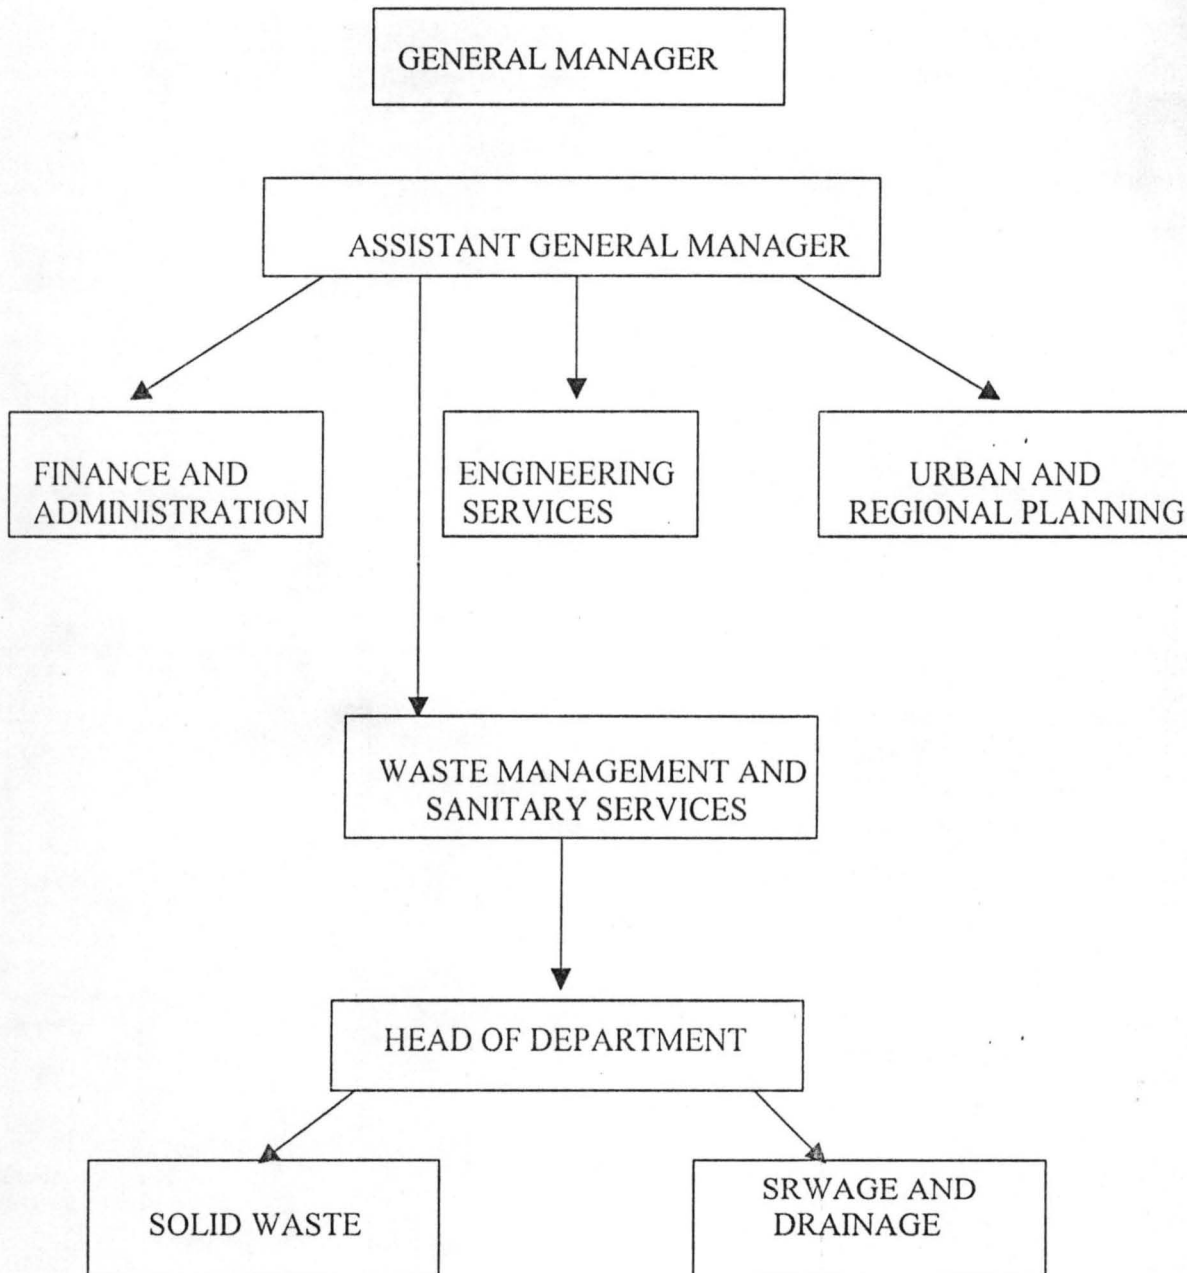 GENERAL MANAGER
ASSISTANT GENERAL MANAGER
FINANCE AND
ADMINISTRATION
ENGINEERING
SERVICES
URBAN AND
REGIONAL PLANNING
WASTE MANAGEMENT AND
SANITARY SERVICES
HEAD OF DEPARTMENT
SOLID WASTE
SRWAGE AND
DRAINAGE